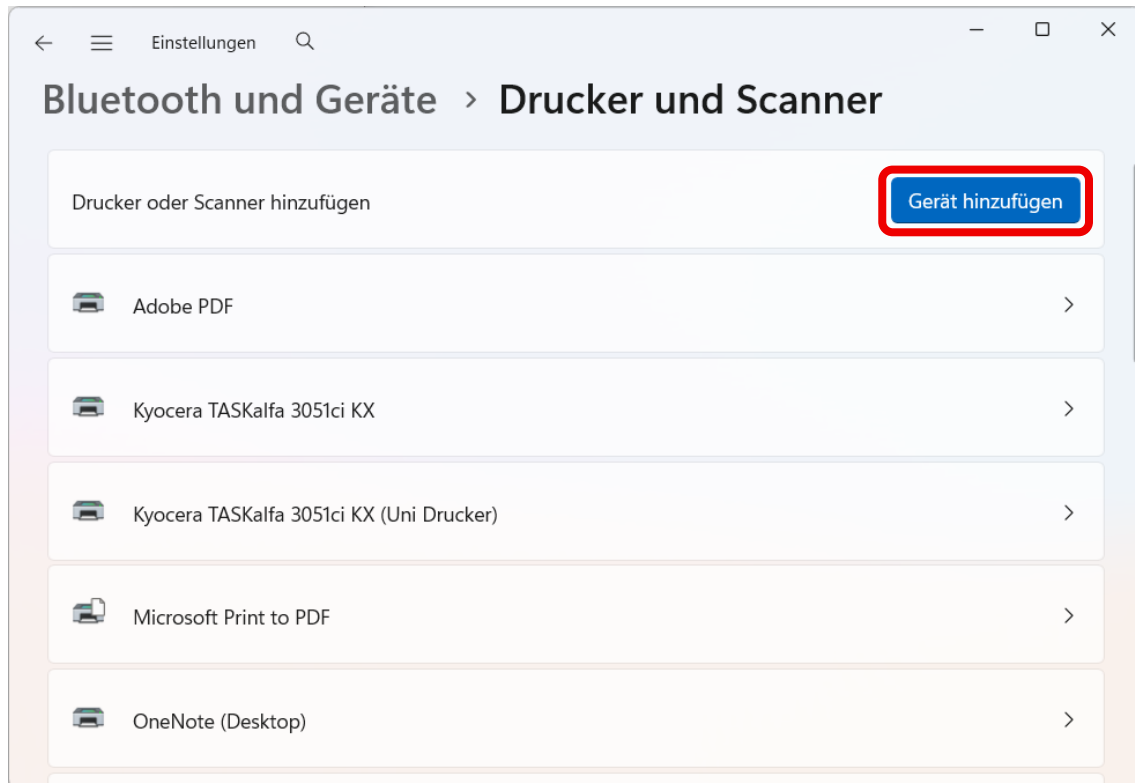 Einstellungen
Bluetooth und Geräte > Drucker und Scanner
Drucker oder Scanner hinzufügen
Gerät hinzufügen
Adobe PDF
Kyocera TASKalfa 3051ci KX
Kyocera TASKalfa 3051ci KX (Uni Drucker)
Microsoft Print to PDF
OneNote (Desktop)